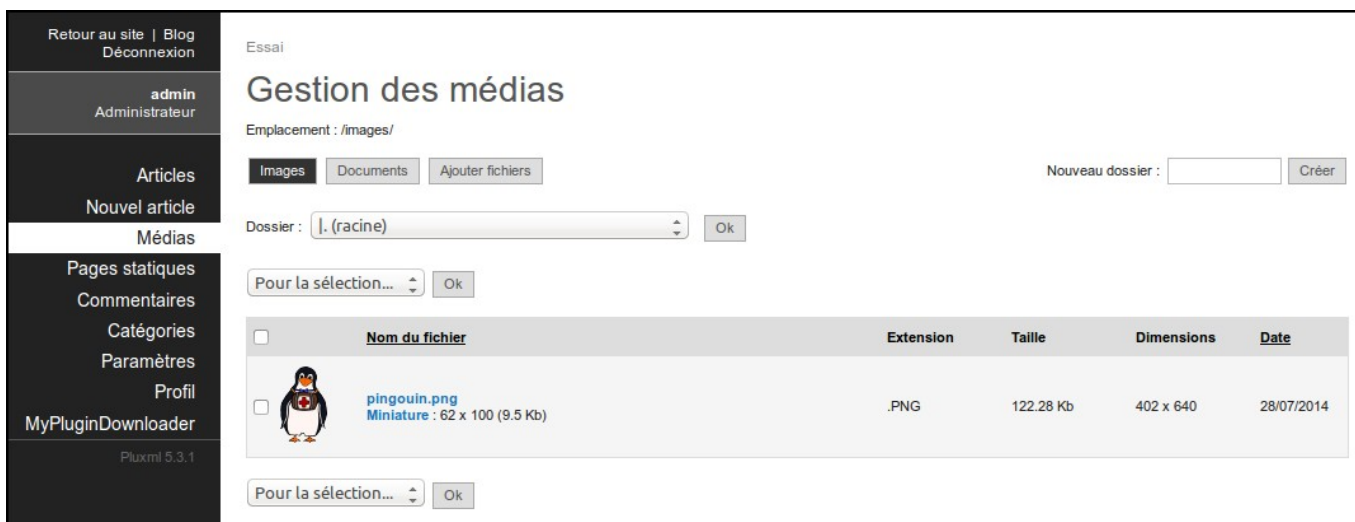 Retour au site | Blog
Déconnexion
admin
Administrateur
Articles
Nouvel article
Médias
Pages statiques
Commentaires
Catégories
Paramètres
Profil
MyPluginDownloader
Pluxml 5.3.1
Essai
Gestion des médias
Emplacement : /images/
Images Documents Ajouter fichiers Nouveau dossier : Créer
Dossier : |. (racine) Ok
Pour la sélection... Ok
Nom du fichier Extension Taille Dimensions Date
pingouin.png
Miniature : 62 x 100 (9.5 Kb) .PNG 122.28 Kb 402 x 640 28/07/2014
Pour la sélection... Ok